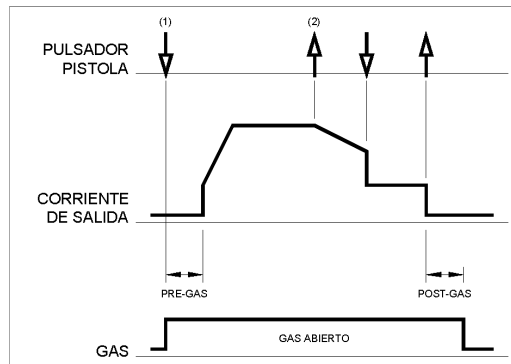 (1)
(2)
PULSADOR
PISTOLA
CORRIENTE
DE SALIDA
PRE-GAS
POST-GAS
GAS ABIERTO
GAS